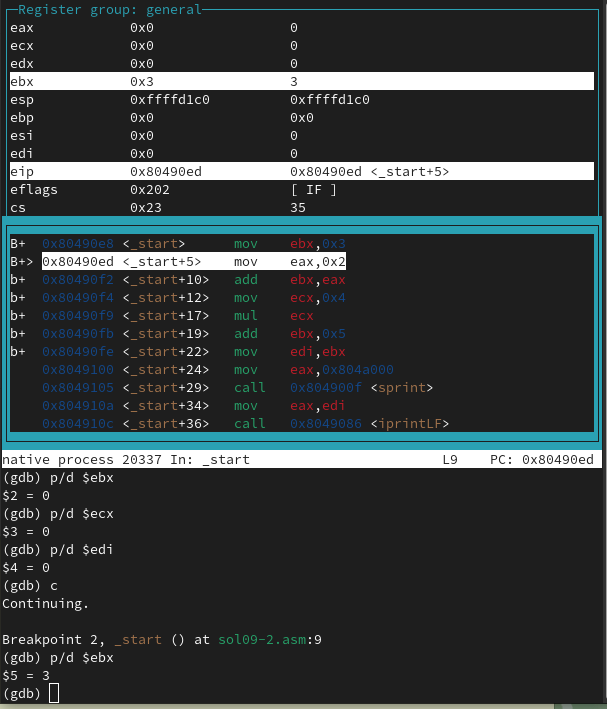 Register group: general
eax 0x0 0
ecx 0x0 0
edx 0x0 0
ebx 0x3 3
esp 0xffffd1c0 0xffffd1c0
ebp 0x0 0x0
esi 0x0 0
edi 0x0 0
eip 0x80490ed 0x80490ed <_start+5>
eflags 0x202 [ IF ]
cs 0x23 35
B+ 0x80490e8 <_start> mov ebx,0x3
B+> 0x80490ed <_start+5> mov eax,0x2
b+ 0x80490f2 <_start+10> add ebx,eax
b+ 0x80490f4 <_start+12> mov ecx,0x4
b+ 0x80490f9 <_start+17> mul ecx
b+ 0x80490fb <_start+19> add ebx,0x5
b+ 0x80490fe <_start+22> mov edi,ebx
0x8049100 <_start+24> mov eax,0x804a000
0x8049105 <_start+29> call 0x804900f <sprint>
0x804910a <_start+34> mov eax,edi
0x804910c <_start+36> call 0x8049086 <iprintLF>
native process 20337 In: _start L9 PC: 0x80490ed
(gdb) p/d $ebx
$2 = 0
(gdb) p/d $ecx
$3 = 0
(gdb) p/d $edi
$4 = 0
(gdb) c
Continuing.
Breakpoint 2, _start () at sol09-2.asm:9
(gdb) p/d $ebx
$5 = 3
(gdb)